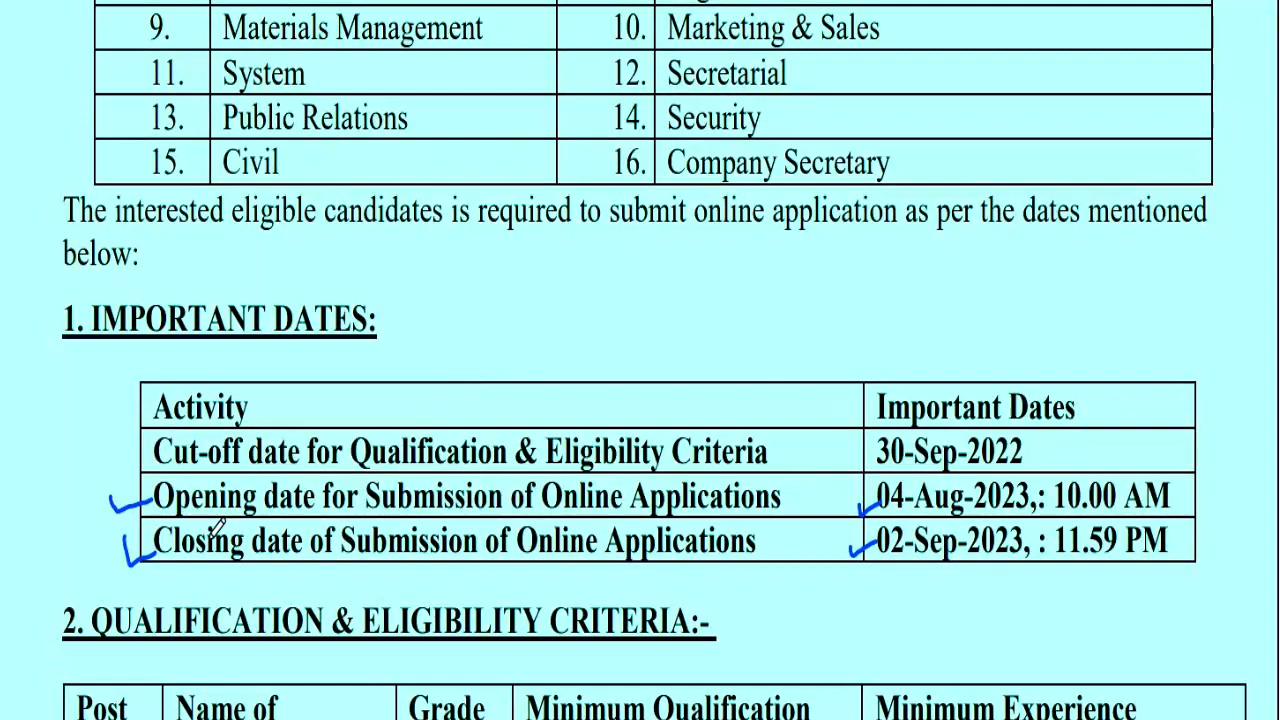 9. Materials Management 10. Marketing & Sales
11. System 12. Secretarial
13. Public Relations 14. Security
15. Civil 16. Company Secretary
The interested eligible candidates is required to submit online application as per the dates mentioned
below:
1. IMPORTANT DATES:
Activity Important Dates
Cut-off date for Qualification & Eligibility Criteria 30-Sep-2022
Opening date for Submission of Online Applications 04-Aug-2023,: 10.00 AM
Closing date of Submission of Online Applications 02-Sep-2023, : 11.59 PM
2. QUALIFICATION & ELIGIBILITY CRITERIA:-
Post Name of Grade Minimum Qualification Minimum Experience